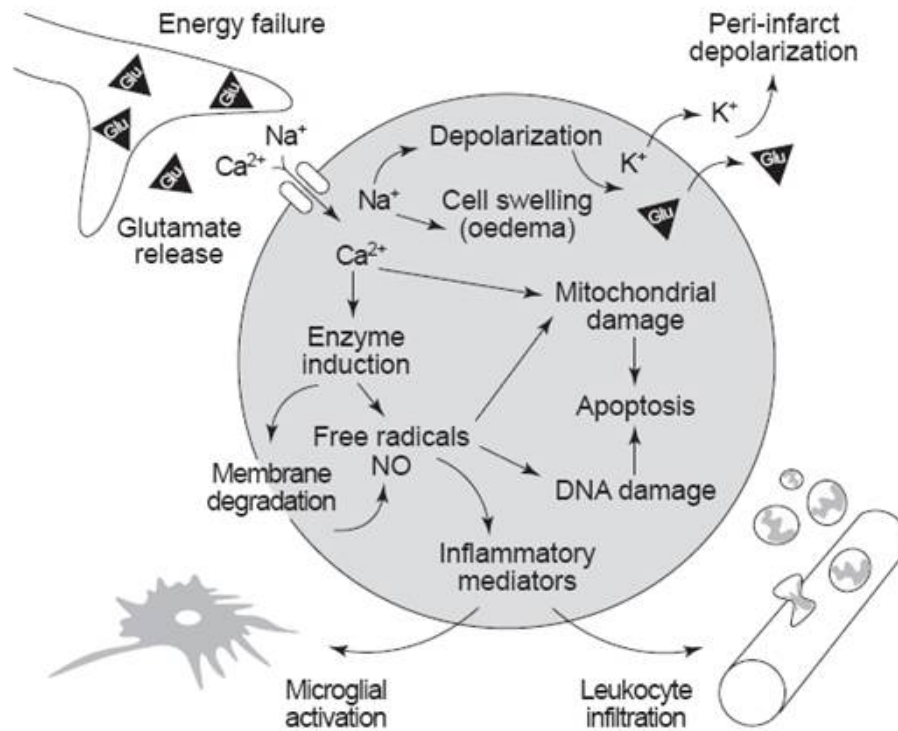 Energy failure
Peri-infarct
depolarization
Glu
Glu
Glu
Glu
Na⁺
Ca²⁺
Glutamate
release
Depolarization
Na⁺
Cell swelling
(oedema)
K⁺
K⁺
Glu
Glu
Ca²⁺
Mitochondrial
damage
Enzyme
induction
Apoptosis
Free radicals
NO
Membrane
degradation
DNA damage
Inflammatory
mediators
Microglial
activation
Leukocyte
infiltration